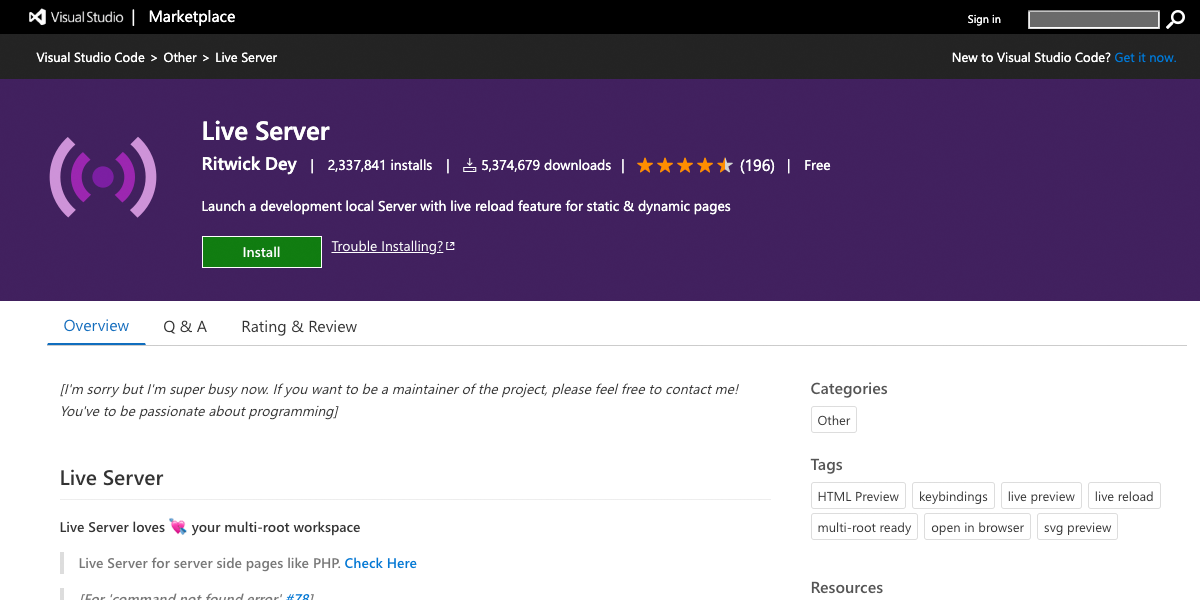 Visual Studio | Marketplace
Sign in
Visual Studio Code > Other > Live Server
New to Visual Studio Code? Get it now.
Live Server
Ritwick Dey | 2,337,841 installs | 5,374,679 downloads | (196) | Free
Launch a development local Server with live reload feature for static & dynamic pages
Install
Trouble Installing?
Overview
Q & A
Rating & Review
[I'm sorry but I'm super busy now. If you want to be a maintainer of the project, please feel free to contact me!
You've to be passionate about programming]
Live Server
Live Server loves 💘 your multi-root workspace
Live Server for server side pages like PHP. Check Here
[For 'command not found error' #78]
Categories
Other
Tags
HTML Preview
keybindings
live preview
live reload
multi-root ready
open in browser
svg preview
Resources